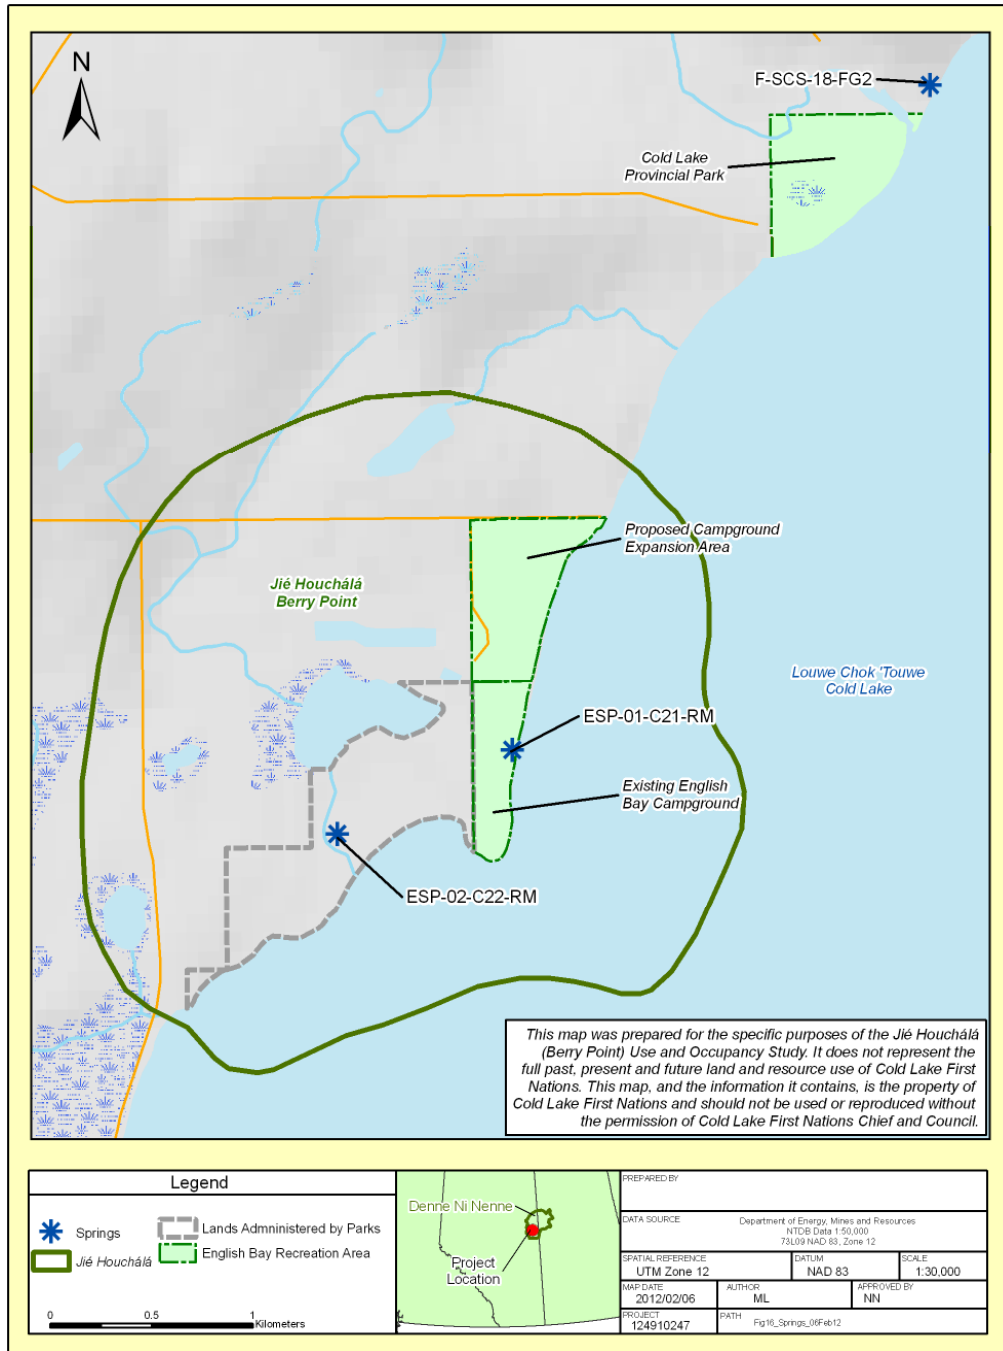 N
F-SCS-18-FG2
Cold Lake
Provincial Park
Proposed Campground
Expansion Area
Jié Houchálá
Berry Point
Louwe Chok 'Touwe
Cold Lake
ESP-01-C21-RM
Existing English
Bay Campground
ESP-02-C22-RM
This map was prepared for the specific purposes of the Jié Houchálá
(Berry Point) Use and Occupancy Study. It does not represent the
full past, present and future land and resource use of Cold Lake First
Nations. This map, and the information it contains, is the property of
Cold Lake First Nations and should not be used or reproduced without
the permission of Cold Lake First Nations Chief and Council.
Legend
Springs
Jié Houchálá
Lands Admninistered by Parks
English Bay Recreation Area
0 0.5 1
Kilometers
Denne Ni Nenne
Project
Location
PREPARED BY
DATA SOURCE
Department of Energy, Mines and Resources
NTDB Data 1:50,000
73L09 NAD 83, Zone 12
SPATIAL REFERENCE
UTM Zone 12
DATUM
NAD 83
SCALE
1:30,000
MAP DATE
2012/02/06
AUTHOR
ML
APPROVED BY
NN
PROJECT
124910247
PATH
Fig16_Springs_06Feb12